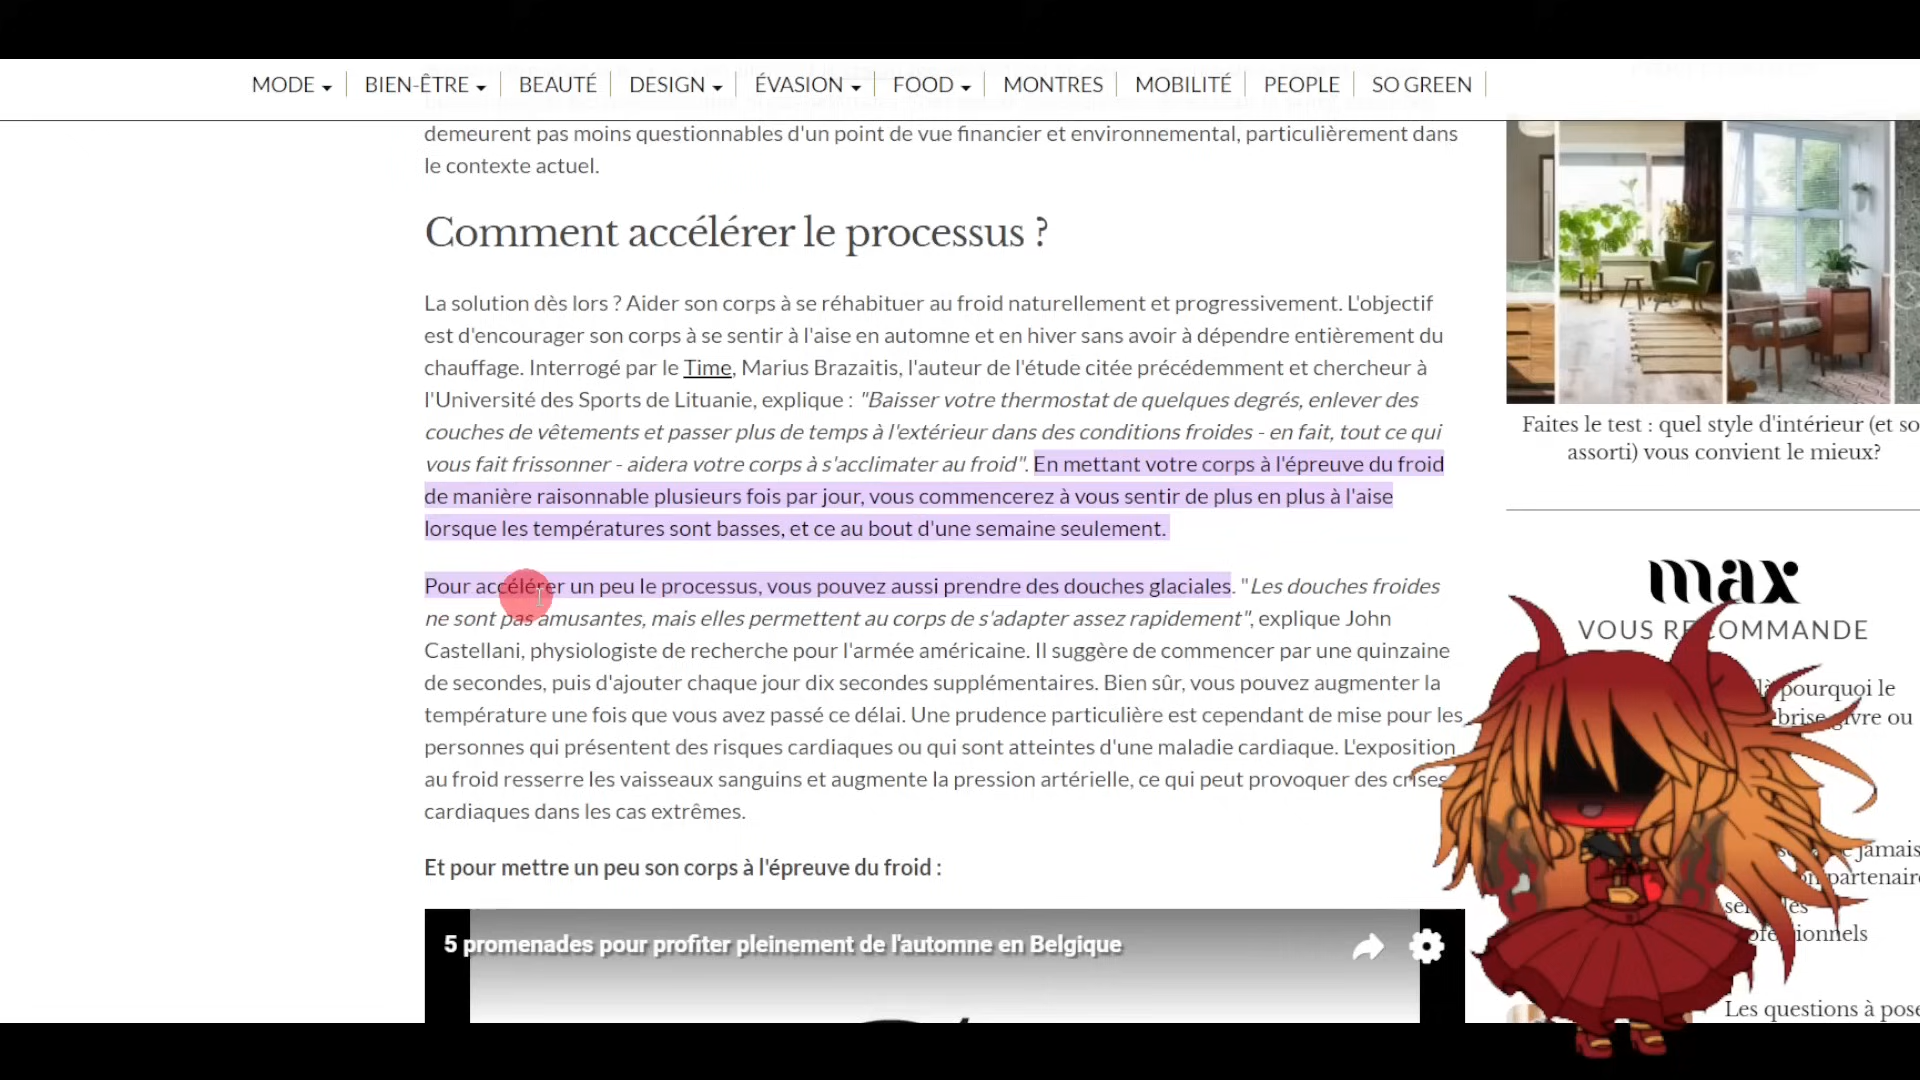 MODE
BIEN-ÊTRE
BEAUTÉ
DESIGN
ÉVASION
FOOD
MONTRES
MOBILITÉ
PEOPLE
SO GREEN
demeurent pas moins questionnables d'un point de vue financier et environnemental, particulièrement dans
le contexte actuel.
Comment accélérer le processus ?
La solution dès lors ? Aider son corps à se réhabituer au froid naturellement et progressivement. L'objectif
est d'encourager son corps à se sentir à l'aise en automne et en hiver sans avoir à dépendre entièrement du
chauffage. Interrogé par le Time, Marius Brazaitis, l'auteur de l'étude citée précédemment et chercheur à
l'Université des Sports de Lituanie, explique : "Baisser votre thermostat de quelques degrés, enlever des
couches de vêtements et passer plus de temps à l'extérieur dans des conditions froides - en fait, tout ce qui
vous fait frissonner - aidera votre corps à s'acclimater au froid". En mettant votre corps à l'épreuve du froid
de manière raisonnable plusieurs fois par jour, vous commencerez à vous sentir de plus en plus à l'aise
lorsque les températures sont basses, et ce au bout d'une semaine seulement.
Pour accélérer un peu le processus, vous pouvez aussi prendre des douches glaciales. "Les douches froides
ne sont pas amusantes, mais elles permettent au corps de s'adapter assez rapidement", explique John
Castellani, physiologiste de recherche pour l'armée américaine. Il suggère de commencer par une quinzaine
de secondes, puis d'ajouter chaque jour dix secondes supplémentaires. Bien sûr, vous pouvez augmenter la
température une fois que vous avez passé ce délai. Une prudence particulière est cependant de mise pour les
personnes qui présentent des risques cardiaques ou qui sont atteintes d'une maladie cardiaque. L'exposition
au froid resserre les vaisseaux sanguins et augmente la pression artérielle, ce qui peut provoquer des crises
cardiaques dans les cas extrêmes.
Et pour mettre un peu son corps à l'épreuve du froid :
5 promenades pour profiter pleinement de l'automne en Belgique
Faites le test : quel style d'intérieur (et so
assorti) vous convient le mieux?
max
VOUS RECOMMANDE
pourquoi le
brise givre ou
jamais
partenaire
Les questions à pose